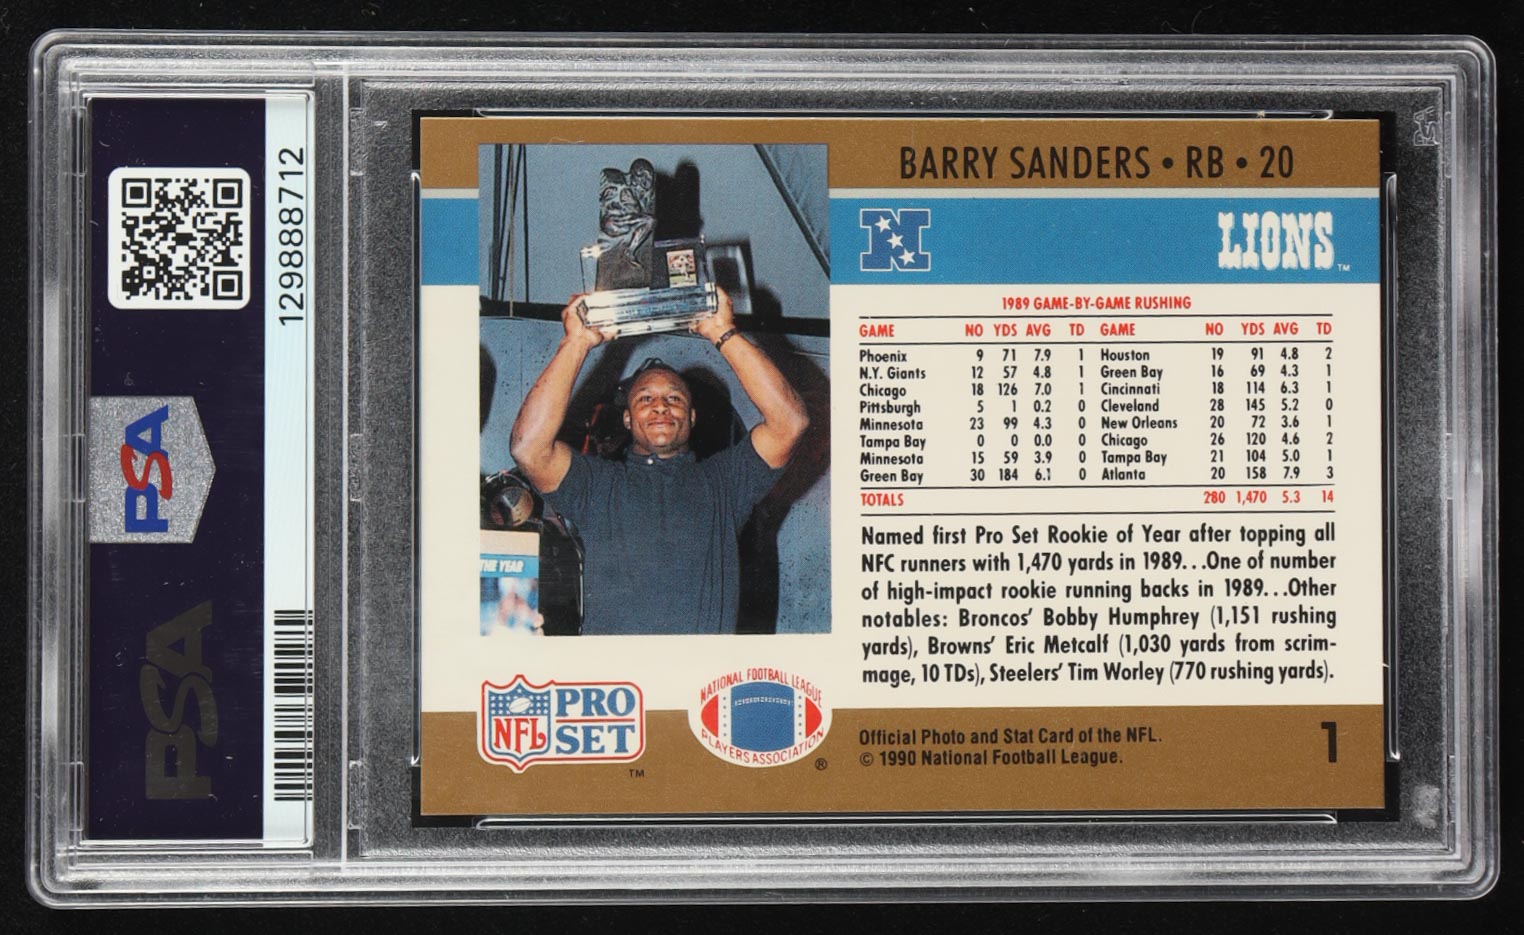 129888712
PSA
PSA
BARRY SANDERS • RB • 20
N
LIONS™
THE YEAR
1989 GAME-BY-GAME RUSHING
GAME NO YDS AVG TD GAME NO YDS AVG TD
Phoenix 9 71 7.9 1 Houston 19 91 4.8 2
N.Y. Giants 12 57 4.8 1 Green Bay 16 69 4.3 1
Chicago 18 126 7.0 1 Cincinnati 18 114 6.3 1
Pittsburgh 5 1 0.2 0 Cleveland 28 145 5.2 0
Minnesota 23 99 4.3 0 New Orleans 20 72 3.6 1
Tampa Bay 0 0 0.0 0 Chicago 26 120 4.6 2
Minnesota 15 59 3.9 0 Tampa Bay 21 104 5.0 1
Green Bay 30 184 6.1 0 Atlanta 20 158 7.9 3
TOTALS 280 1,470 5.3 14
Named first Pro Set Rookie of Year after topping all
NFC runners with 1,470 yards in 1989...One of number
of high-impact rookie running backs in 1989...Other
notables: Broncos' Bobby Humphrey (1,151 rushing
yards), Browns' Eric Metcalf (1,030 yards from scrim-
mage, 10 TDs), Steelers' Tim Worley (770 rushing yards).
NFL PRO SET™
NATIONAL FOOTBALL LEAGUE
PLAYERS ASSOCIATION ®
Official Photo and Stat Card of the NFL.
© 1990 National Football League.
1
PSA